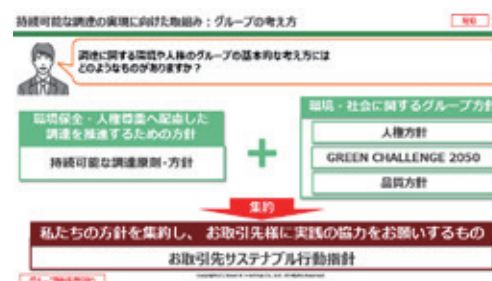 持続可能な調達の実現に向けた取組み：グループの考え方
調達に関する環境や人権のグループの基本的な考え方には
どのようなものがありますか？
環境保全・人権尊重へ配慮した
調達を推進するための方針
持続可能な調達原則・方針
+
環境・社会に関するグループ方針
人権方針
GREEN CHALLENGE 2050
品質方針
集約
私たちの方針を集約し、お取引先様に実践の協力をお願いするもの
お取引先サステナブル行動指針